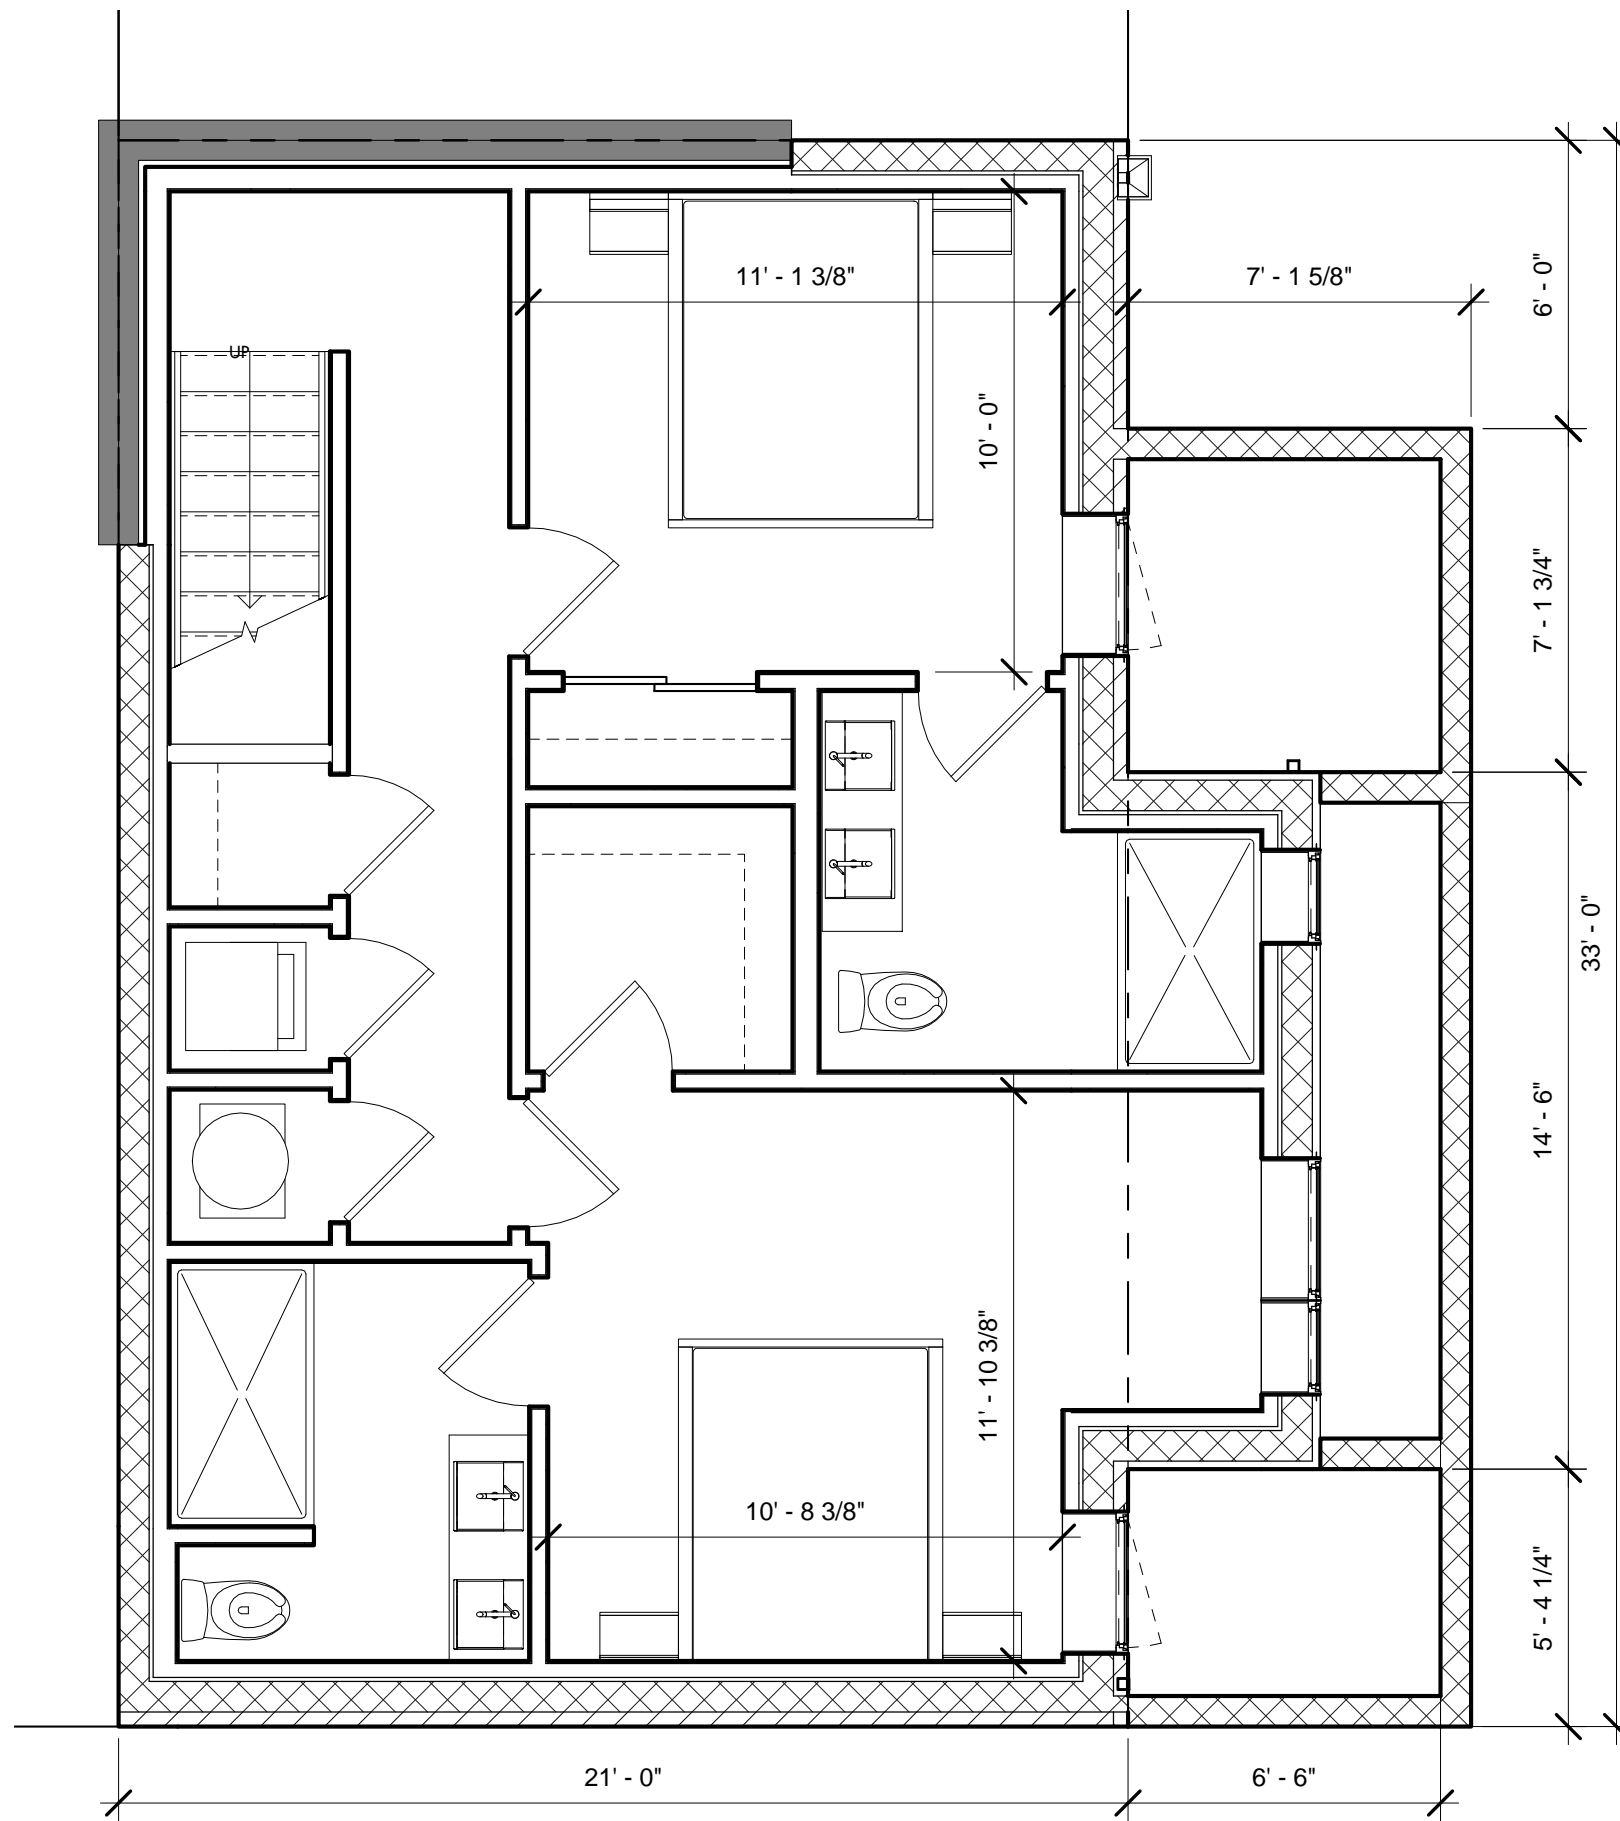 11' - 1 3/8"
7' - 1 5/8"
6' - 0"
UP
10' - 0"
7' - 1 3/4"
33' - 0"
14' - 6"
11' - 10 3/8"
10' - 8 3/8"
5' - 4 1/4"
21' - 0"
6' - 6"